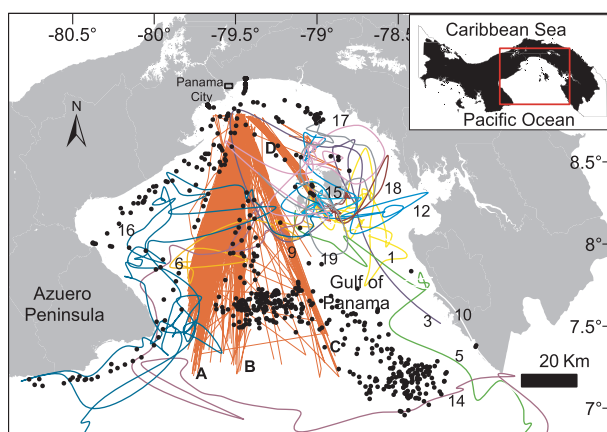 -80.5°
-80°
-79.5°
-79°
-78.5
Caribbean Sea
Pacific Ocean
Panama
City
N
17
D
8.5°
15
18
12
16
9
19
6
1
8°
Gulf of
Panama
Azuero
Peninsula
3
10
7.5°
C
5
A
B
20 Km
14
7°